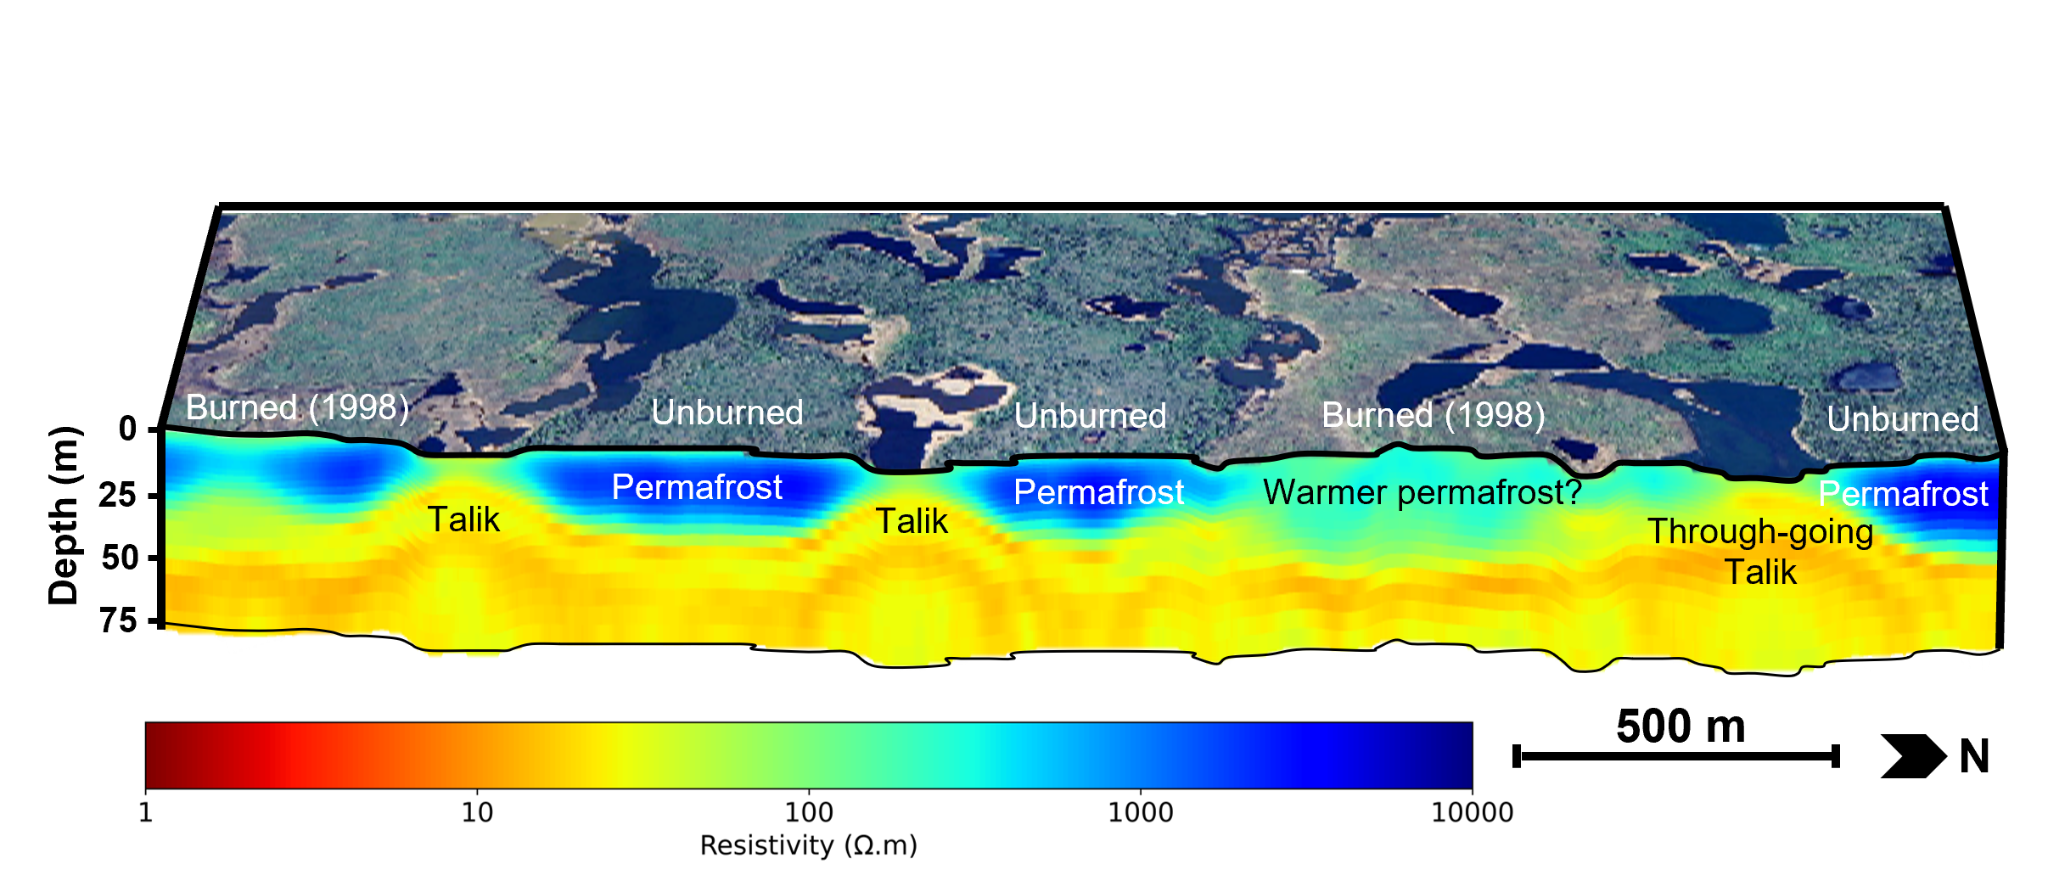 Burned (1998)
Unburned
Unburned
Burned (1998)
Unburned
Depth (m)
0
25
50
75
Permafrost
Permafrost
Warmer permafrost?
Permafrost
Talik
Talik
Through-going
Talik
500 m
N
1
10
100
1000
10000
Resistivity (Ω.m)